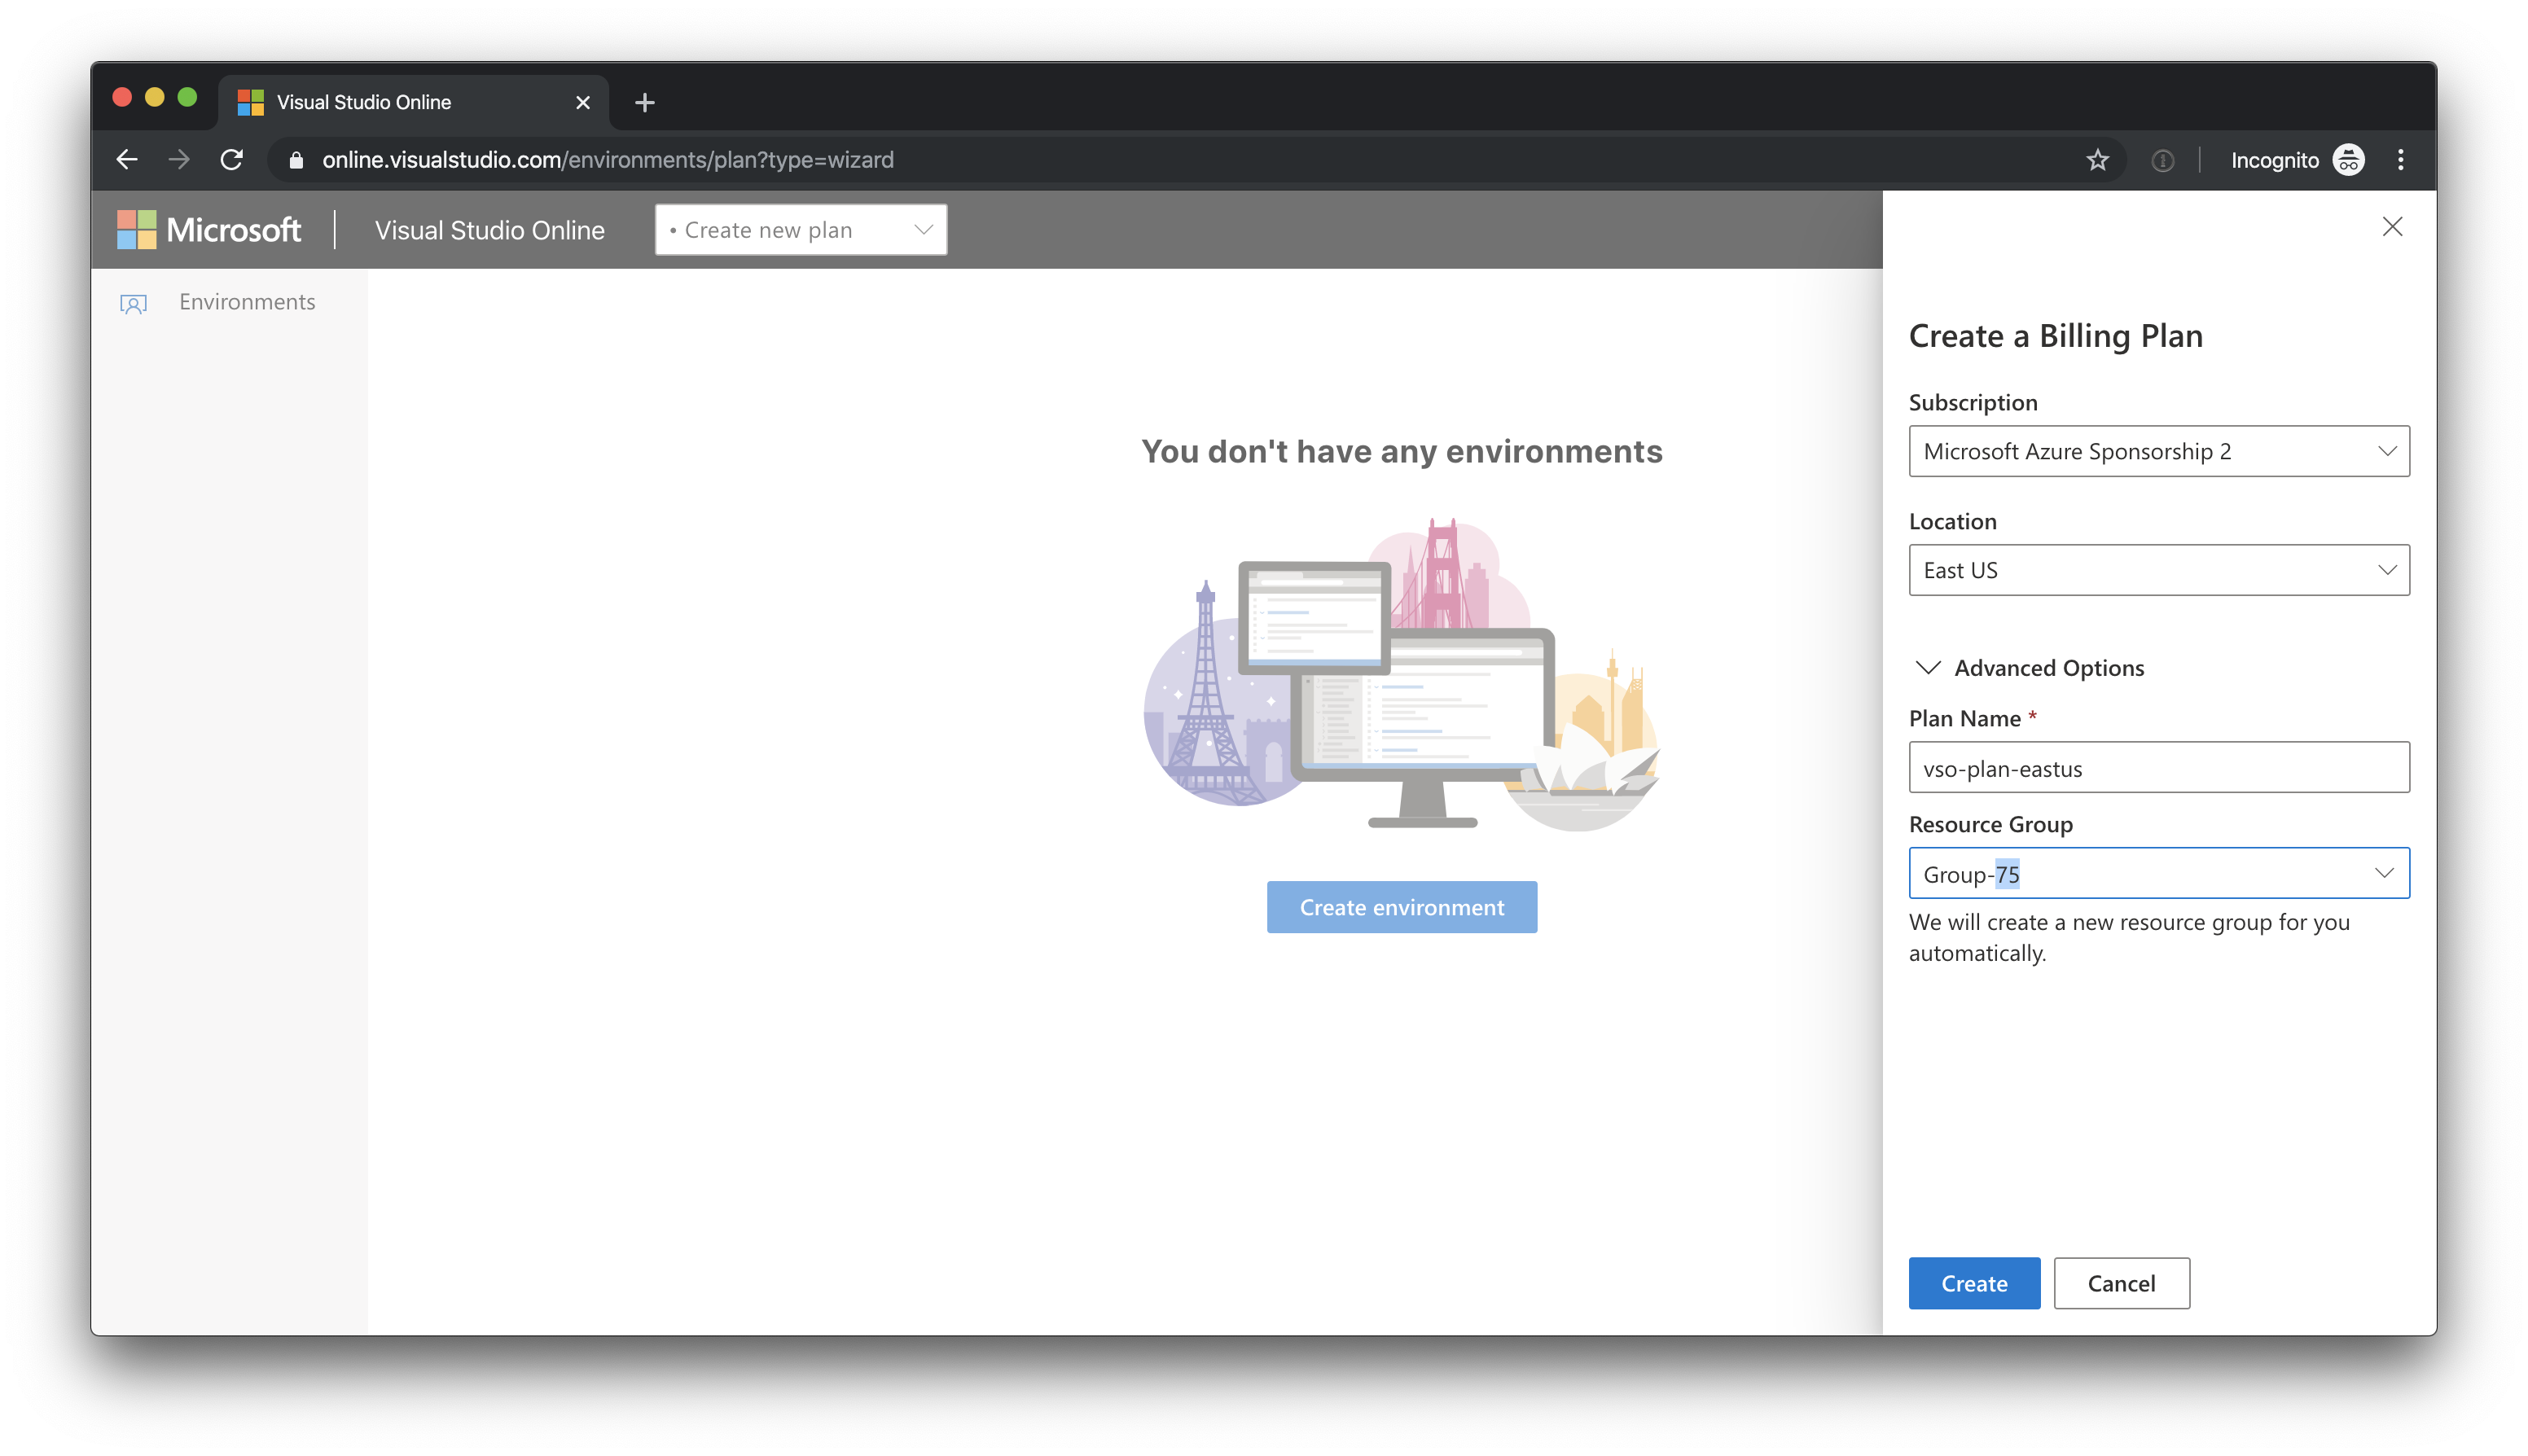 Visual Studio Online
online.visualstudio.com/environments/plan?type=wizard
Incognito
Microsoft
Visual Studio Online
• Create new plan
Environments
You don't have any environments
Create environment
Create a Billing Plan
Subscription
Microsoft Azure Sponsorship 2
Location
East US
Advanced Options
Plan Name *
vso-plan-eastus
Resource Group
Group-75
We will create a new resource group for you
automatically.
Create
Cancel